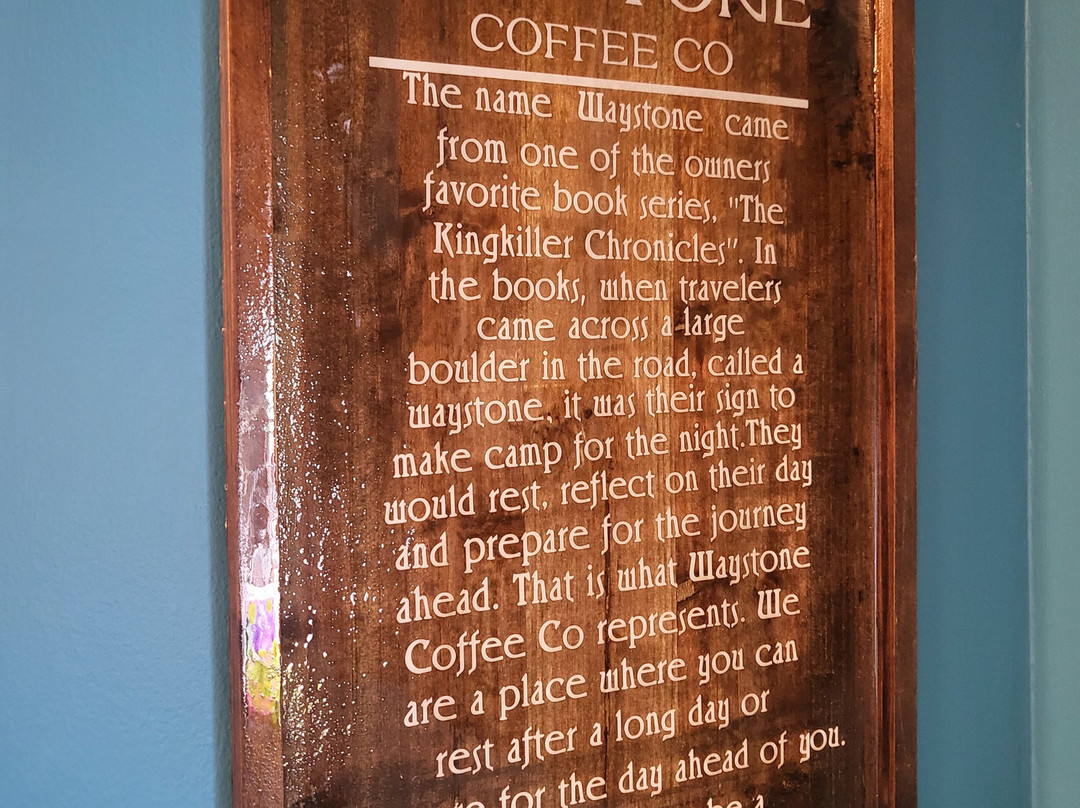 COFFEE CO
The name Waystone came
from one of the owners
favorite book series, "The
Kingkiller Chronicles". In
the books, when travelers
came across a large
boulder in the road, called a
waystone, it was their sign to
make camp for the night.They
would rest, reflect on their day
and prepare for the journey
ahead. That is what Waystone
Coffee Co represents. We
are a place where you can
rest after a long day or
for the day ahead of you.
be a